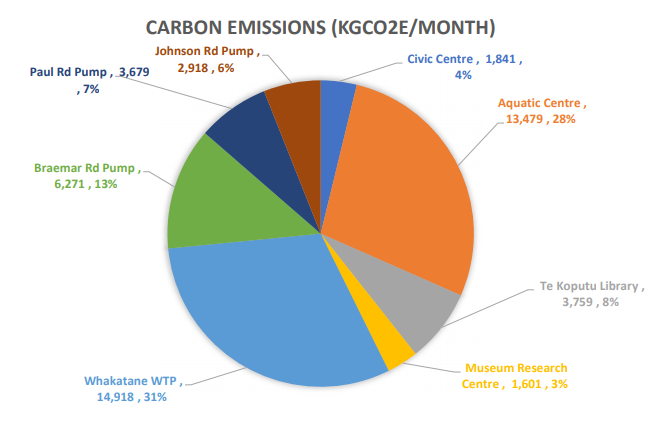 CARBON EMISSIONS (KGCO2E/MONTH)
Johnson Rd Pump ,
2,918 , 6%
Civic Centre , 1,841 ,
4%
Paul Rd Pump , 3,679
, 7%
Aquatic Centre ,
13,479 , 28%
Braemar Rd Pump ,
6,271 , 13%
Te Koputu Library ,
3,759 , 8%
Museum Research
Centre , 1,601 , 3%
Whakatane WTP ,
14,918 , 31%